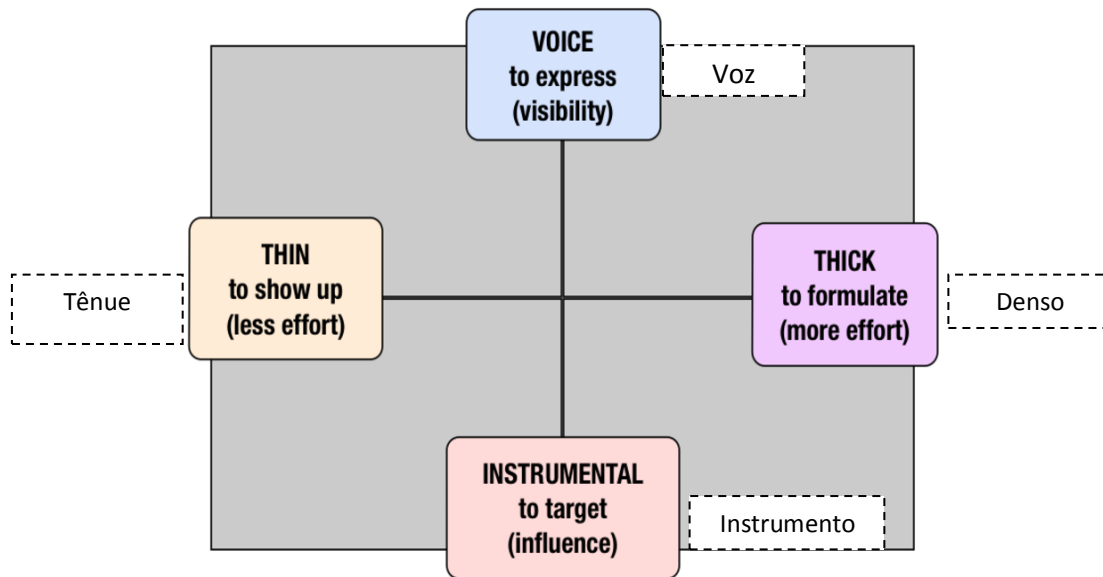 VOICE
to express
(visibility)
Voz
THIN
to show up
(less effort)
Tênue
THICK
to formulate
(more effort)
Denso
INSTRUMENTAL
to target
(influence)
Instrumento